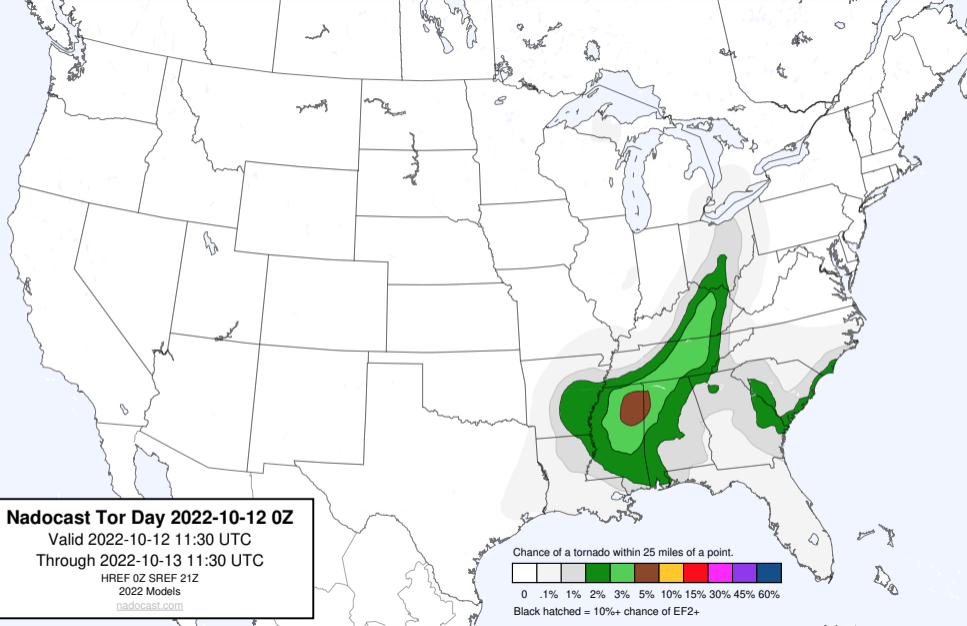 Nadocast Tor Day 2022-10-12 0Z
Valid 2022-10-12 11:30 UTC
Through 2022-10-13 11:30 UTC
HREF 0Z SREF 21Z
2022 Models
nadocast.com
Chance of a tornado within 25 miles of a point.
0 .1% 1% 2% 3% 5% 10% 15% 30% 45% 60%
Black hatched = 10%+ chance of EF2+